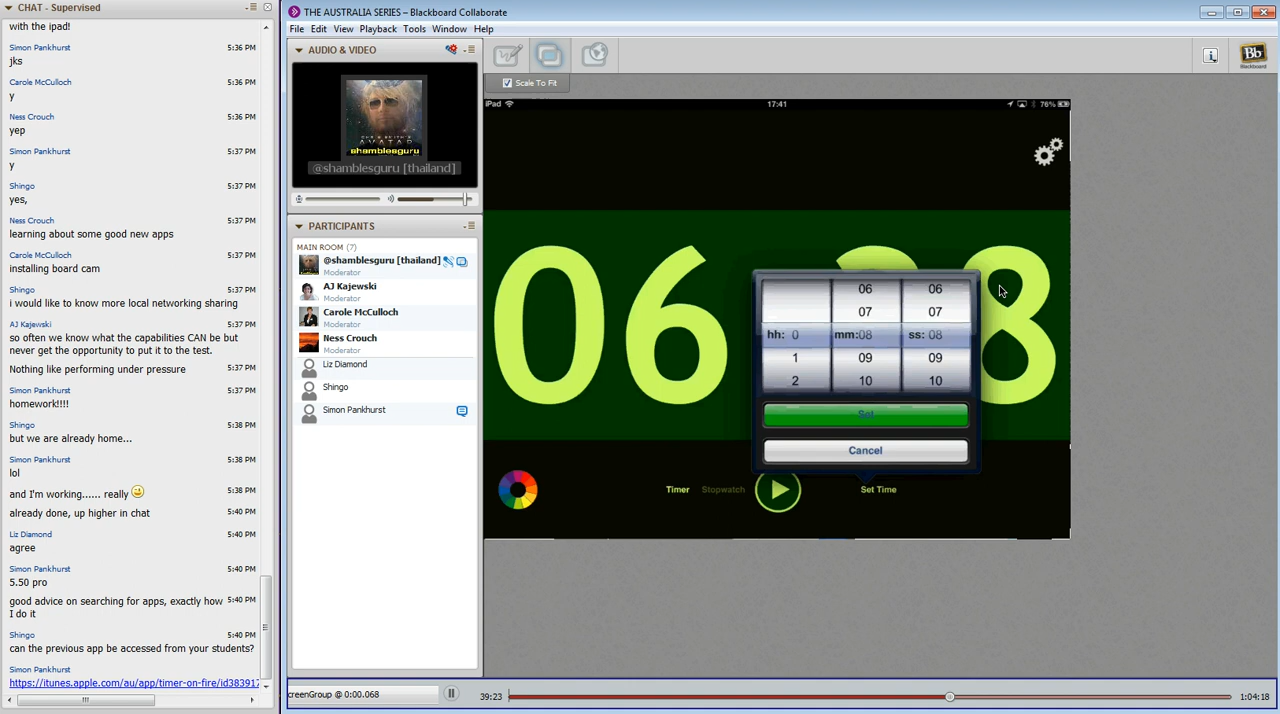 CHAT - Supervised
with the ipad!
Simon Pankhurst 5:36 PM
jks
Carole McCulloch 5:36 PM
y
Ness Crouch 5:36 PM
yep
Simon Pankhurst 5:37 PM
y
Shingo 5:37 PM
yes,
Ness Crouch 5:37 PM
learning about some good new apps
Carole McCulloch 5:37 PM
installing board cam
Shingo 5:37 PM
i would like to know more local networking sharing
AJ Kajewski 5:37 PM
so often we know what the capabilities CAN be but
never get the opportunity to put it to the test.
Nothing like performing under pressure
Simon Pankhurst 5:37 PM
homework!!!!
Shingo 5:38 PM
but we are already home...
Simon Pankhurst 5:38 PM
lol
and I'm working...... really 5:38 PM
already done, up higher in chat 5:40 PM
Liz Diamond 5:40 PM
agree
Simon Pankhurst 5:40 PM
5.50 pro
good advice on searching for apps, exactly how 5:40 PM
I do it
Shingo 5:40 PM
can the previous app be accessed from your students?
Simon Pankhurst 5:40 PM
https://itunes.apple.com/au/app/timer-on-fire/id383917
THE AUSTRALIA SERIES – Blackboard Collaborate
File Edit View Playback Tools Window Help
AUDIO & VIDEO
CHRIS SMITH'S
AVATAR
shamblesguru
@shamblesguru [thailand]
PARTICIPANTS
MAIN ROOM (7)
@shamblesguru [thailand]
Moderator
AJ Kajewski
Moderator
Carole McCulloch
Moderator
Ness Crouch
Moderator
Liz Diamond
Shingo
Simon Pankhurst
Scale To Fit
Bb
Blackboard
iPad 17:41 76%
06 8
06 06
07 07
hh: 0 mm:08 ss: 08
1 09 09
2 10 10
Set
Cancel
Timer Stopwatch Set Time
creenGroup @ 0:00.068 39:23 1:04:18